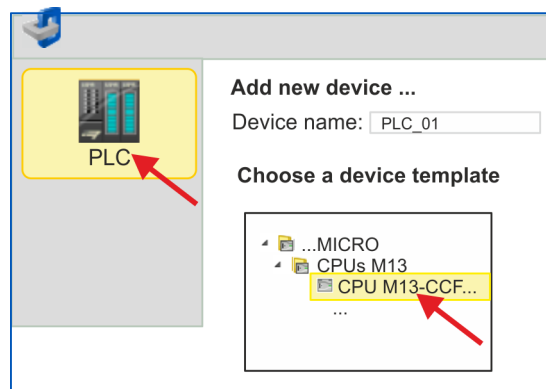 PLC
Add new device ...
Device name: PLC_01
Choose a device template
...MICRO
CPUs M13
CPU M13-CCF...
...